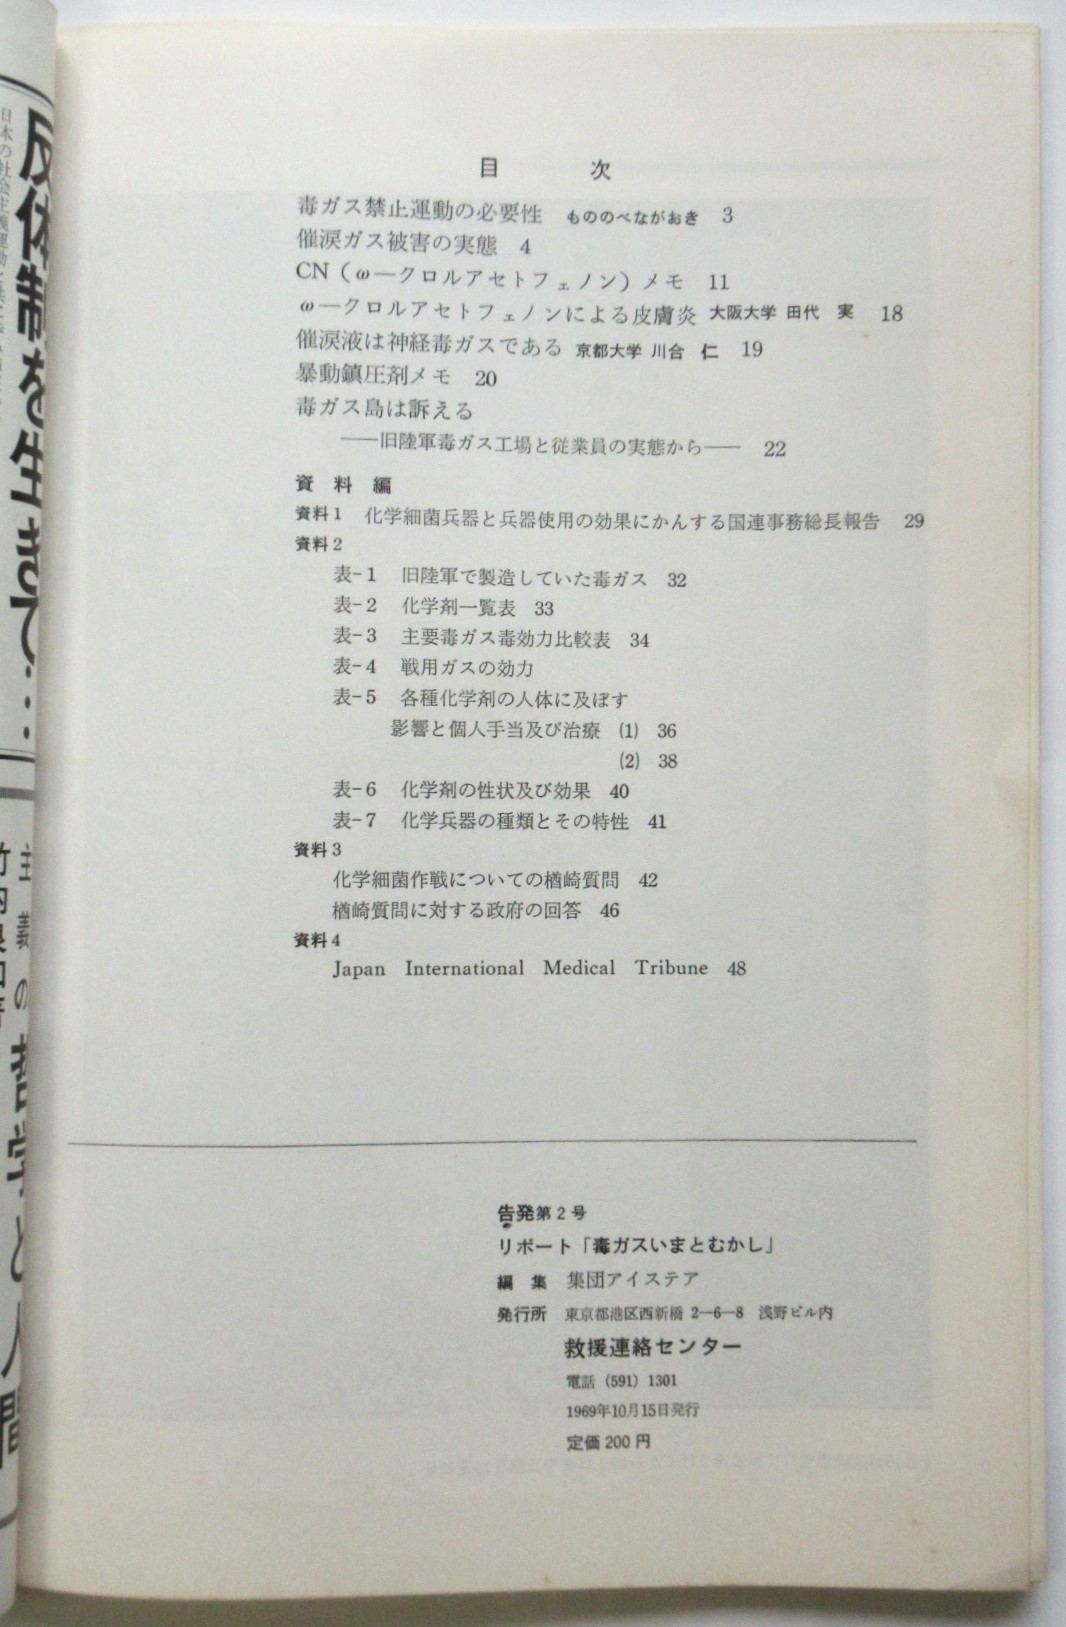 目 次
毒ガス禁止運動の必要性 もののべながおき 3
催涙ガス被害の実態 4
CN（ω—クロルアセトフェノン）メモ 11
ω—クロルアセトフェノンによる皮膚炎 大阪大学 田代 実 18
催涙液は神経毒ガスである 京都大学 川合 仁 19
暴動鎮圧剤メモ 20
毒ガス島は訴える
——旧陸軍毒ガス工場と従業員の実態から—— 22
資 料 編
資料1 化学細菌兵器と兵器使用の効果にかんする国連事務総長報告 29
資料2
表-1 旧陸軍で製造していた毒ガス 32
表-2 化学剤一覧表 33
表-3 主要毒ガス毒効力比較表 34
表-4 戦用ガスの効力
表-5 各種化学剤の人体に及ぼす
影響と個人手当及び治療 (1) 36
(2) 38
表-6 化学剤の性状及び効果 40
表-7 化学兵器の種類とその特性 41
資料3
化学細菌作戦についての楢崎質問 42
楢崎質問に対する政府の回答 46
資料4
Japan International Medical Tribune 48
告発第2号
リポート「毒ガスいまとむかし」
編 集 集団アイステア
発行所 東京都港区西新橋 2—6—8 浅野ビル内
救援連絡センター
電話 (591) 1301
1969年10月15日発行
定価200円
反体制を生きて…
主義の哲学と人間